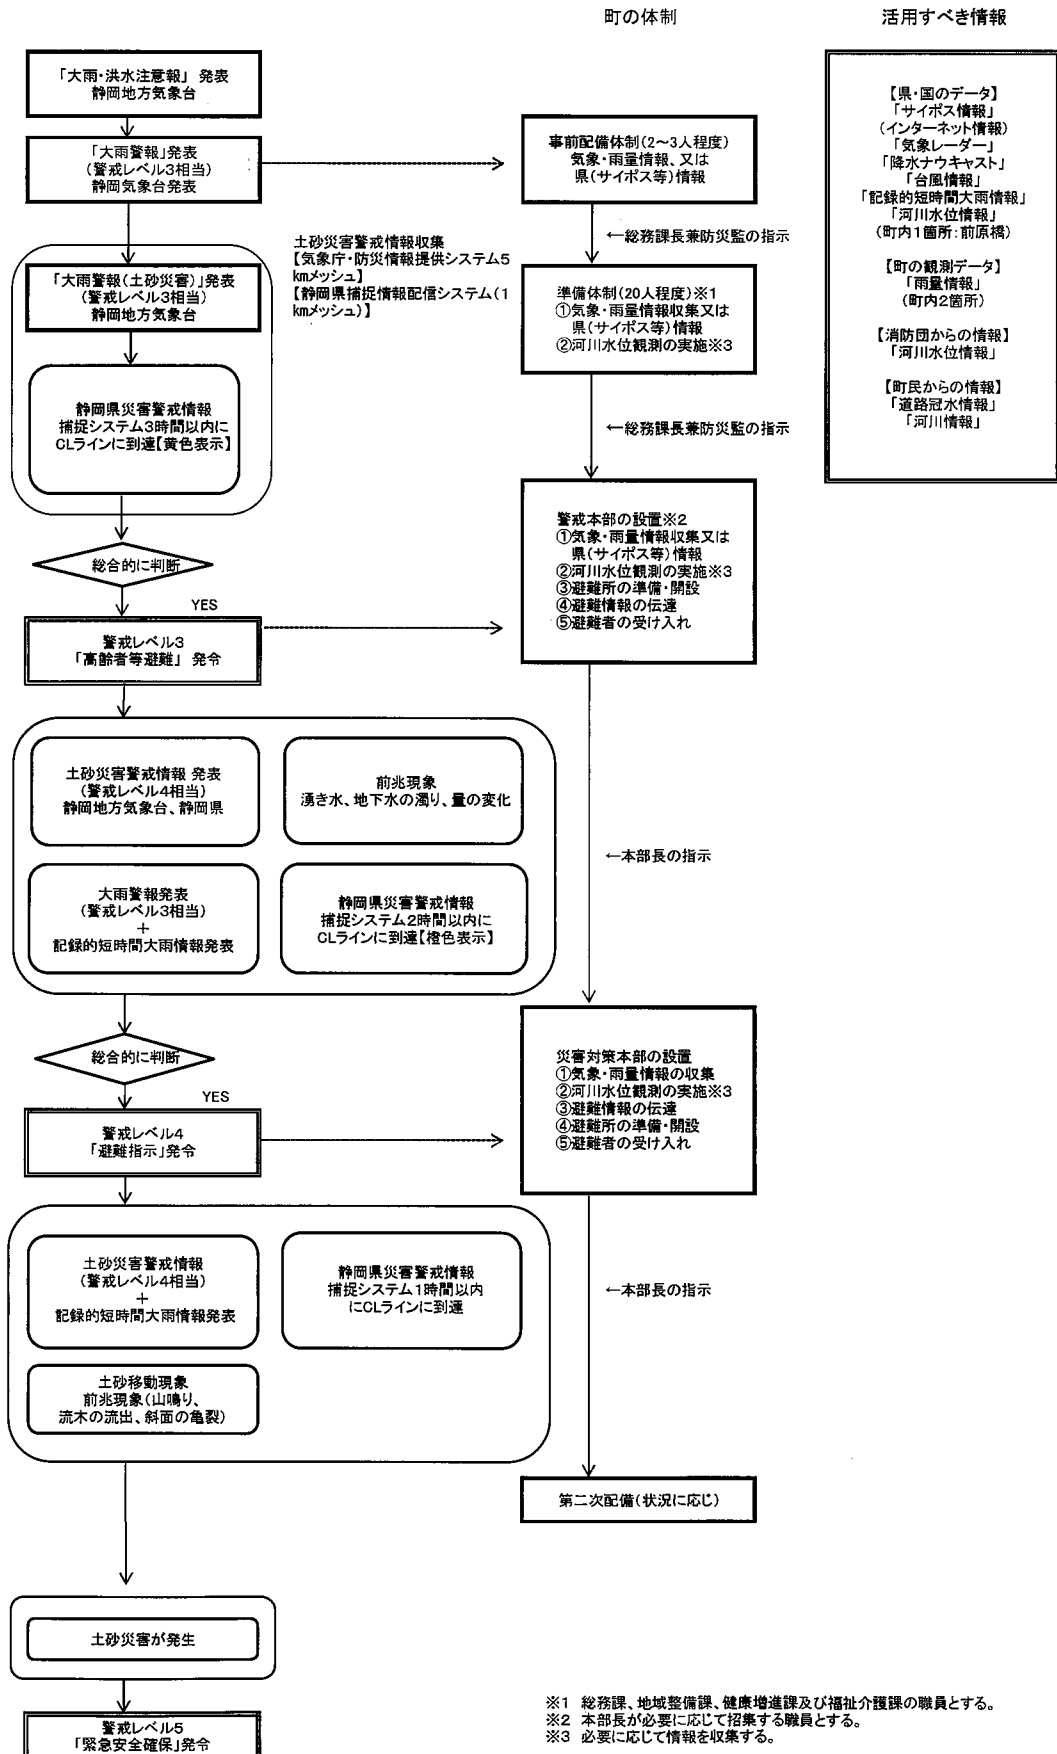 町の体制
活用すべき情報
「大雨・洪水注意報」 発表
静岡地方気象台
「大雨警報」発表
(警戒レベル3相当)
静岡気象台発表
事前配備体制(2～3人程度)
気象・雨量情報、又は
県(サイポス等)情報
【県・国のデータ】
「サイポス情報」
(インターネット情報)
「気象レーダー」
「降水ナウキャスト」
「台風情報」
「記録的短時間大雨情報」
「河川水位情報」
(町内1箇所:前原橋)
【町の観測データ】
「雨量情報」
(町内2箇所)
【消防団からの情報】
「河川水位情報」
【町民からの情報】
「道路冠水情報」
「河川情報」
←総務課長兼防災監の指示
土砂災害警戒情報収集
【気象庁・防災情報提供システム5
kmメッシュ】
【静岡県捕捉情報配信システム(1
kmメッシュ)】
「大雨警報(土砂災害)」発表
(警戒レベル3相当)
静岡地方気象台
準備体制(20人程度)※1
①気象・雨量情報収集又は
県(サイポス等)情報
②河川水位観測の実施※3
静岡県災害警戒情報
捕捉システム3時間以内に
CLラインに到達【黄色表示】
←総務課長兼防災監の指示
総合的に判断
YES
警戒レベル3
「高齢者等避難」 発令
警戒本部の設置※2
①気象・雨量情報収集又は
県(サイポス等)情報
②河川水位観測の実施※3
③避難所の準備・開設
④避難情報の伝達
⑤避難者の受け入れ
土砂災害警戒情報 発表
(警戒レベル4相当)
静岡地方気象台、静岡県
前兆現象
湧き水、地下水の濁り、量の変化
大雨警報発表
(警戒レベル3相当)
+
記録的短時間大雨情報発表
静岡県災害警戒情報
捕捉システム2時間以内に
CLラインに到達【橙色表示】
←本部長の指示
総合的に判断
YES
警戒レベル4
「避難指示」発令
災害対策本部の設置
①気象・雨量情報の収集
②河川水位観測の実施※3
③避難情報の伝達
④避難所の準備・開設
⑤避難者の受け入れ
土砂災害警戒情報
(警戒レベル4相当)
+
記録的短時間大雨情報発表
静岡県災害警戒情報
捕捉システム1時間以内
にCLラインに到達
←本部長の指示
土砂移動現象
前兆現象(山鳴り、
流木の流出、斜面の亀裂)
第二次配備(状況に応じ)
土砂災害が発生
警戒レベル5
「緊急安全確保」発令
※1 総務課、地域整備課、健康増進課及び福祉介護課の職員とする。
※2 本部長が必要に応じて招集する職員とする。
※3 必要に応じて情報を収集する。